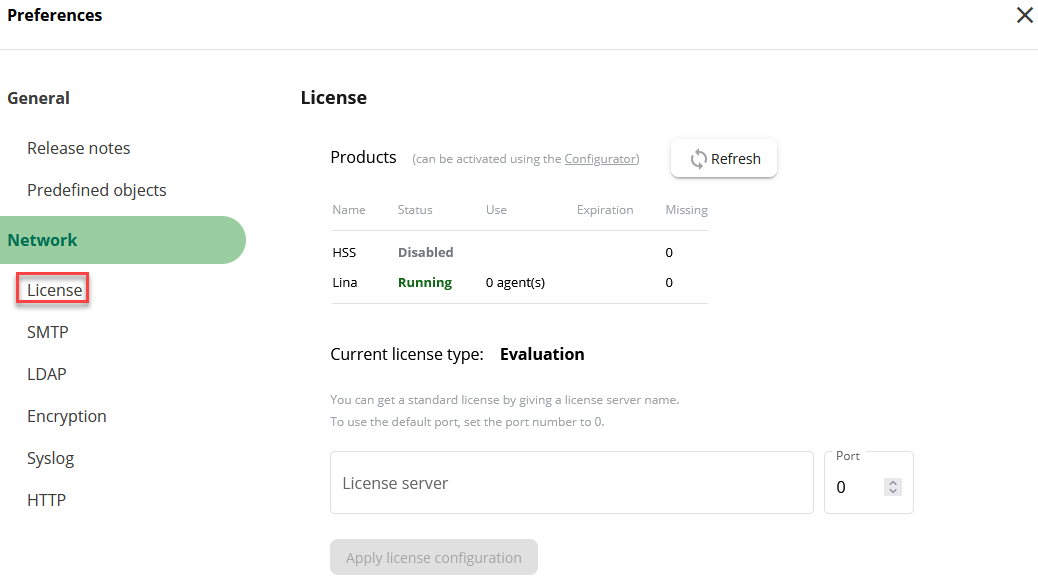 Preferences
General
Release notes
Predefined objects
Network
License
SMTP
LDAP
Encryption
Syslog
HTTP
License
Products (can be activated using the Configurator) Refresh
Name Status Use Expiration Missing
HSS Disabled 0
Lina Running 0 agent(s) 0
Current license type: Evaluation
You can get a standard license by giving a license server name.
To use the default port, set the port number to 0.
License server
Port
0
Apply license configuration